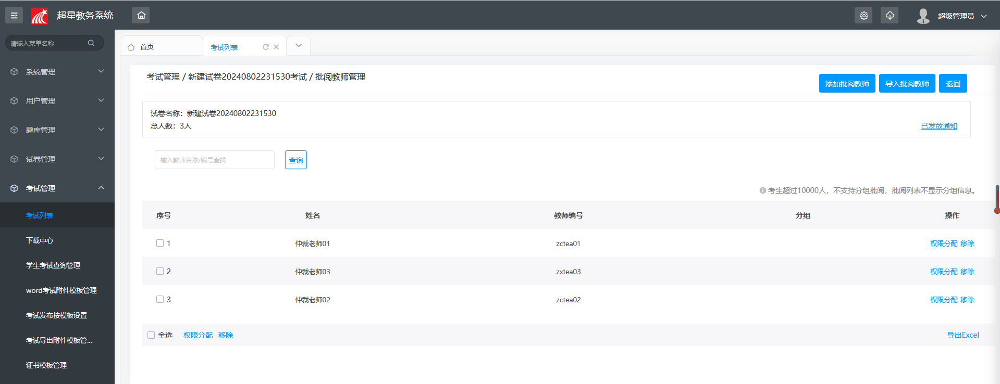 超星教务系统
超级管理员
请输入菜单名称
系统管理
用户管理
题库管理
试卷管理
考试管理
考试列表
下载中心
学生考试查询管理
word考试附件模板管理
考试发布按模板设置
考试导出附件模板管...
证书模板管理
首页
考试列表
考试管理 / 新建试卷20240802231530考试 / 批阅教师管理
添加批阅教师 导入批阅教师 返回
试卷名称：新建试卷20240802231530
总人数：3人
已发放通知
输入教师名称/编号查找 查询
考生超过10000人，不支持分组批阅，批阅列表不显示分组信息。
序号 姓名 教师编号 分组 操作
1 仲裁老师01 zctea01 权限分配 移除
2 仲裁老师03 zxtea03 权限分配 移除
3 仲裁老师02 zctea02 权限分配 移除
全选 权限分配 移除 导出Excel